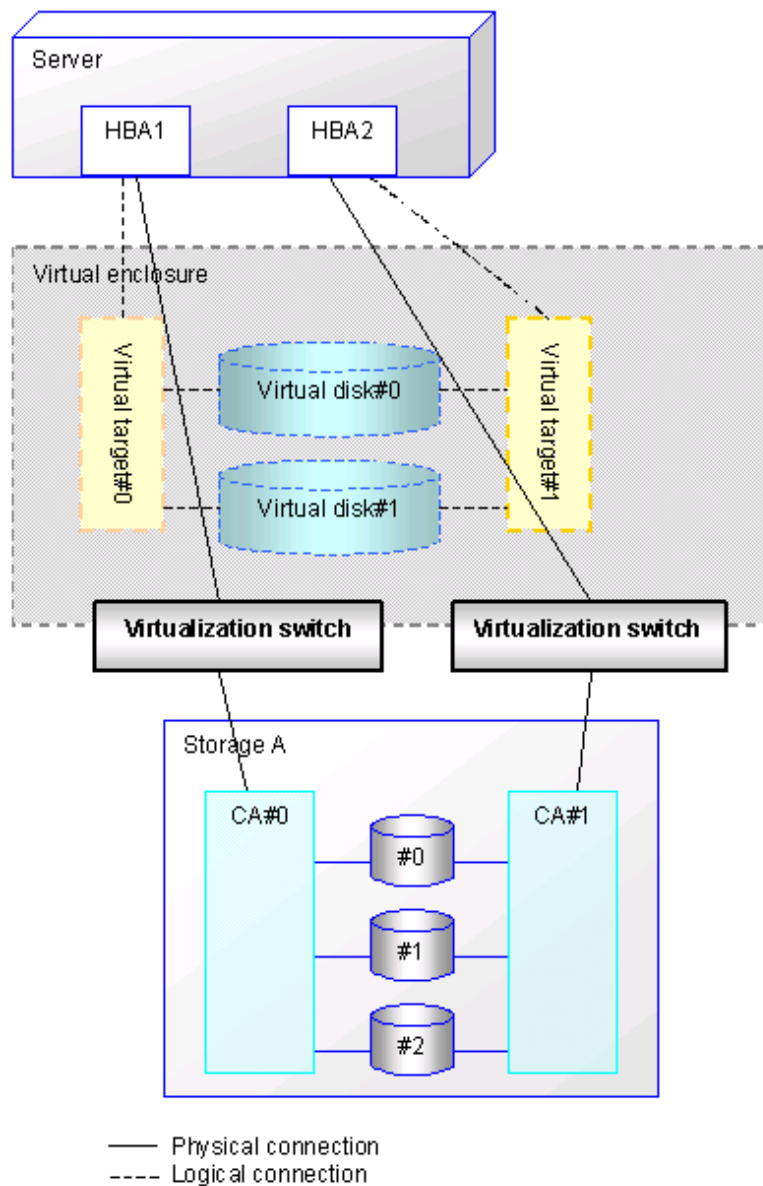 Server
HBA1
HBA2
Virtual enclosure
Virtual target#0
Virtual disk#0
Virtual target#1
Virtual disk#1
Virtualization switch
Virtualization switch
Storage A
CA#0
CA#1
#0
#1
#2
Physical connection
Logical connection